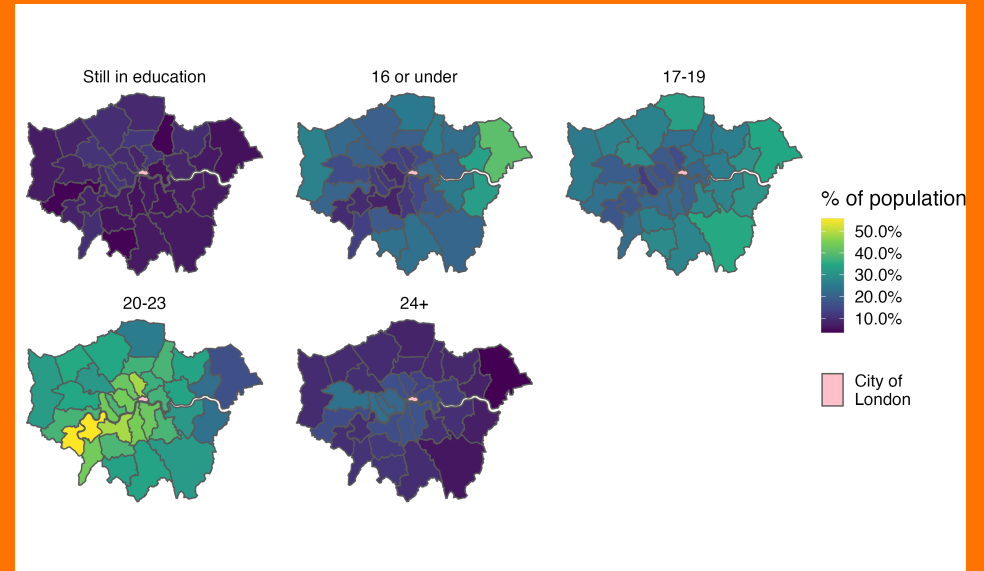 Still in education
16 or under
17-19
% of population
50.0%
40.0%
30.0%
20.0%
10.0%
20-23
24+
City of
London